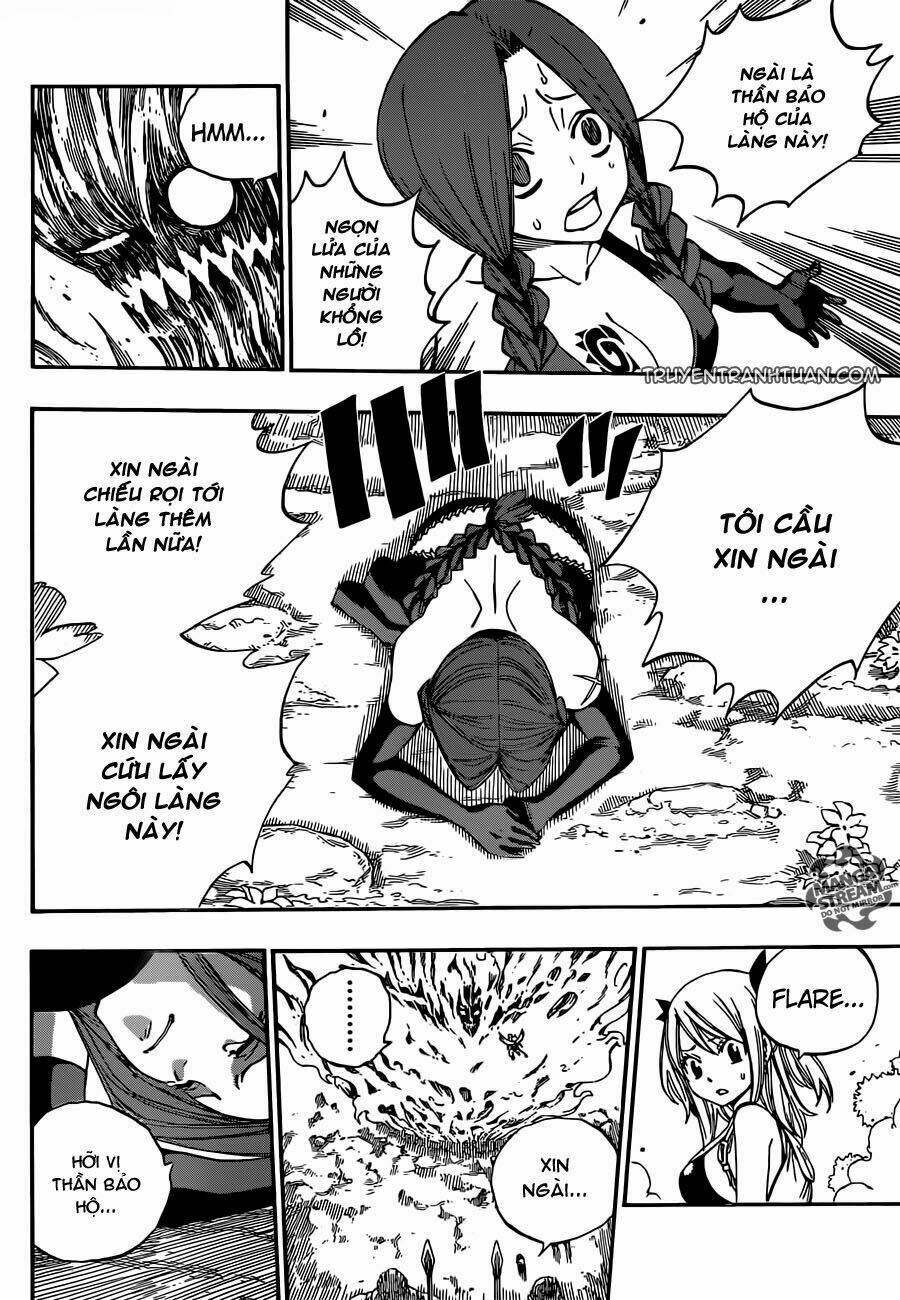 HMM...
NGÀI LÀ
THẦN BẢO
HỘ CỦA
LÀNG NÀY!
NGỌN
LỬA CỦA
NHỮNG
NGƯỜI
KHỔNG
LỒ!
TRUYENTRANHTUAN.COM
XIN NGÀI
CHIẾU RỌI TỚI
LÀNG THÊM
LẦN NỮA!
TÔI CẦU
XIN NGÀI
...
XIN NGÀI
CỨU LẤY
NGÔI LÀNG
NÀY!
MANGA
STREAM.com
DO NOT MIRROR
HỠI VỊ
THẦN BẢO
HỘ...
........
XIN
NGÀI...
FLARE...